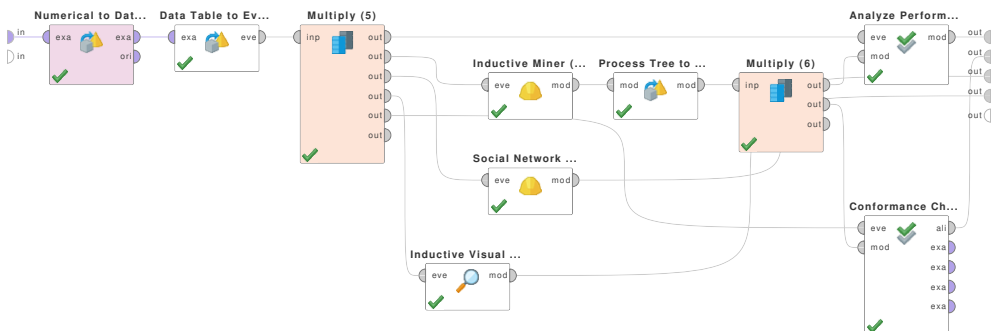 Numerical to Dat...
Data Table to Ev...
Multiply (5)
Analyze Perform...
in
in
exa
exa
ori
exa
eve
inp
out
out
out
out
out
out
eve
mod
mod
out
out
out
out
out
Inductive Miner (...
Process Tree to ...
Multiply (6)
eve
mod
mod
mod
inp
out
out
out
Social Network ...
eve
mod
Conformance Ch...
eve
ali
mod
exa
exa
exa
exa
Inductive Visual ...
eve
mod